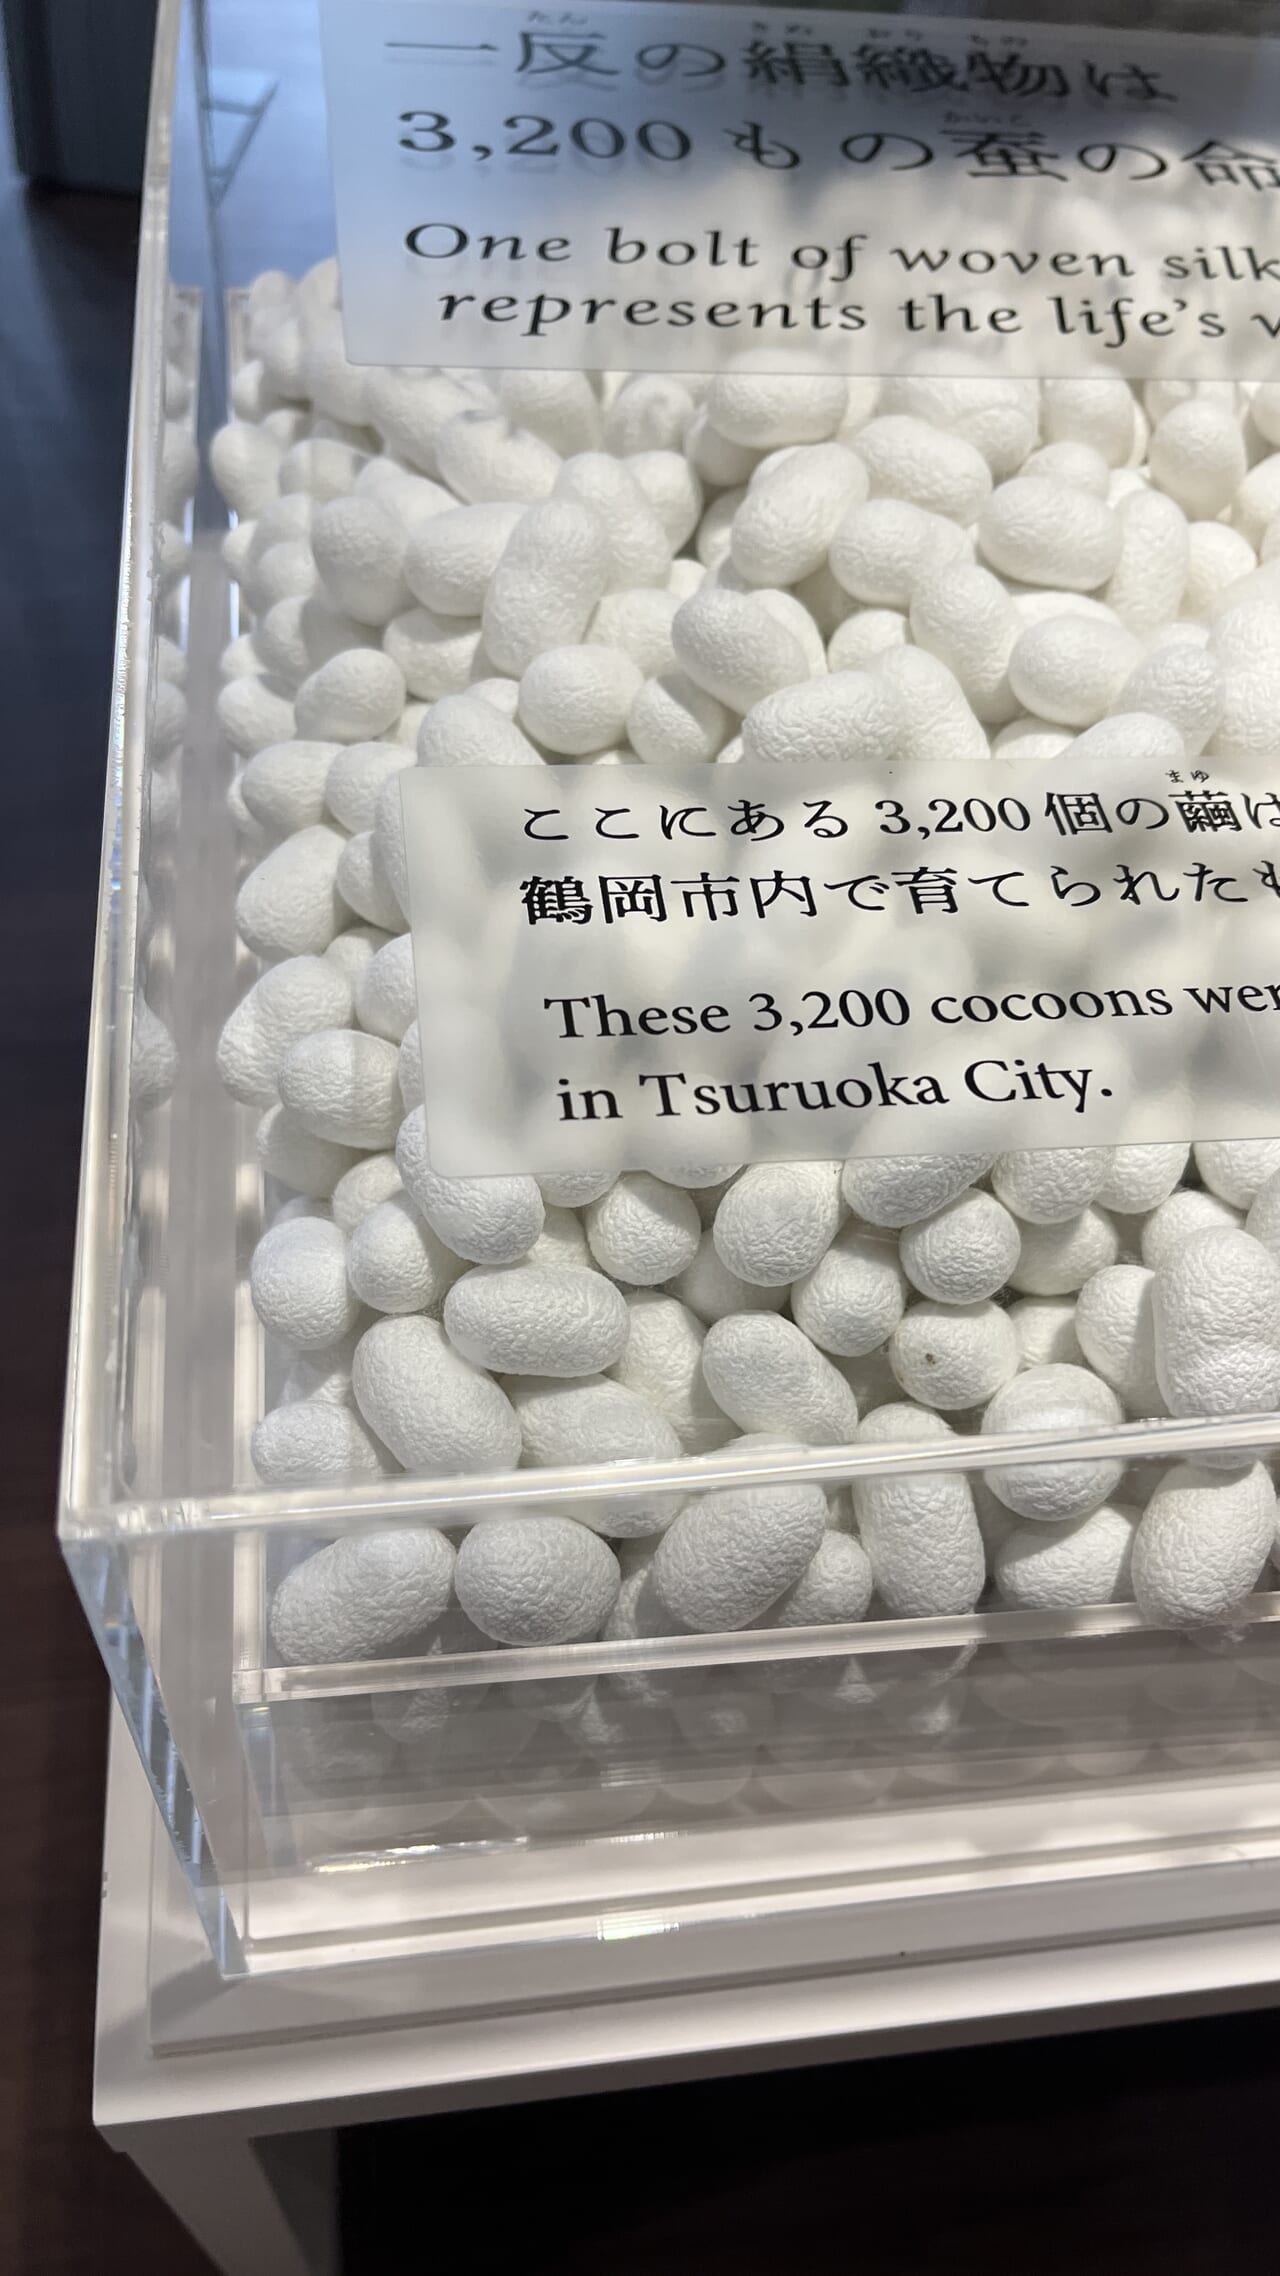 一反の絹織物は
3,200もの蚕の命
One bolt of woven silk
represents the life's
ここにある3,200個の繭は
鶴岡市内で育てられた
These 3,200 cocoons wer
in Tsuruoka City.